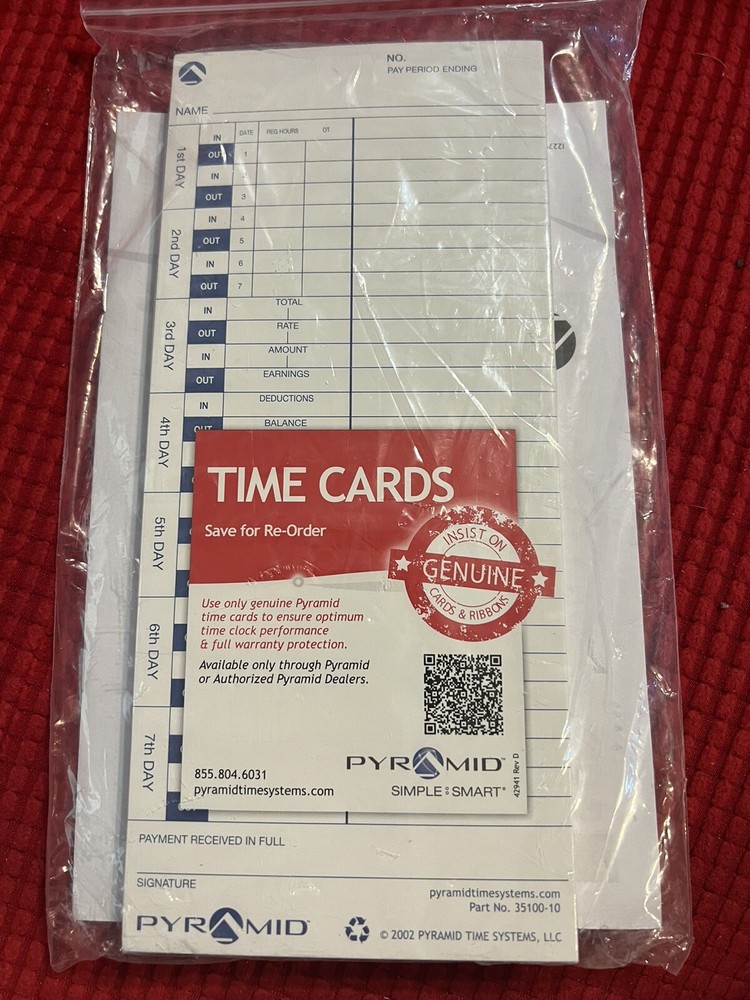 NO.
PAY PERIOD ENDING
NAME
IN DATE REG HOURS OT
1st DAY
OUT 1
IN
OUT 3
2nd DAY
IN 4
OUT 5
IN 6
OUT 7
3rd DAY
IN TOTAL
OUT RATE
IN AMOUNT
OUT EARNINGS
4th DAY
IN DEDUCTIONS
OUT BALANCE
5th DAY
6th DAY
7th DAY
TIME CARDS
Save for Re-Order
INSIST ON
GENUINE
CARDS & RIBBONS
Use only genuine Pyramid
time cards to ensure optimum
time clock performance
& full warranty protection.
Available only through Pyramid
or Authorized Pyramid Dealers.
855.804.6031
pyramidtimesystems.com
PYRAMID™
SIMPLE SMART®
42941 Rev D
PAYMENT RECEIVED IN FULL
SIGNATURE
pyramidtimesystems.com
Part No. 35100-10
PYRAMID™
© 2002 PYRAMID TIME SYSTEMS, LLC